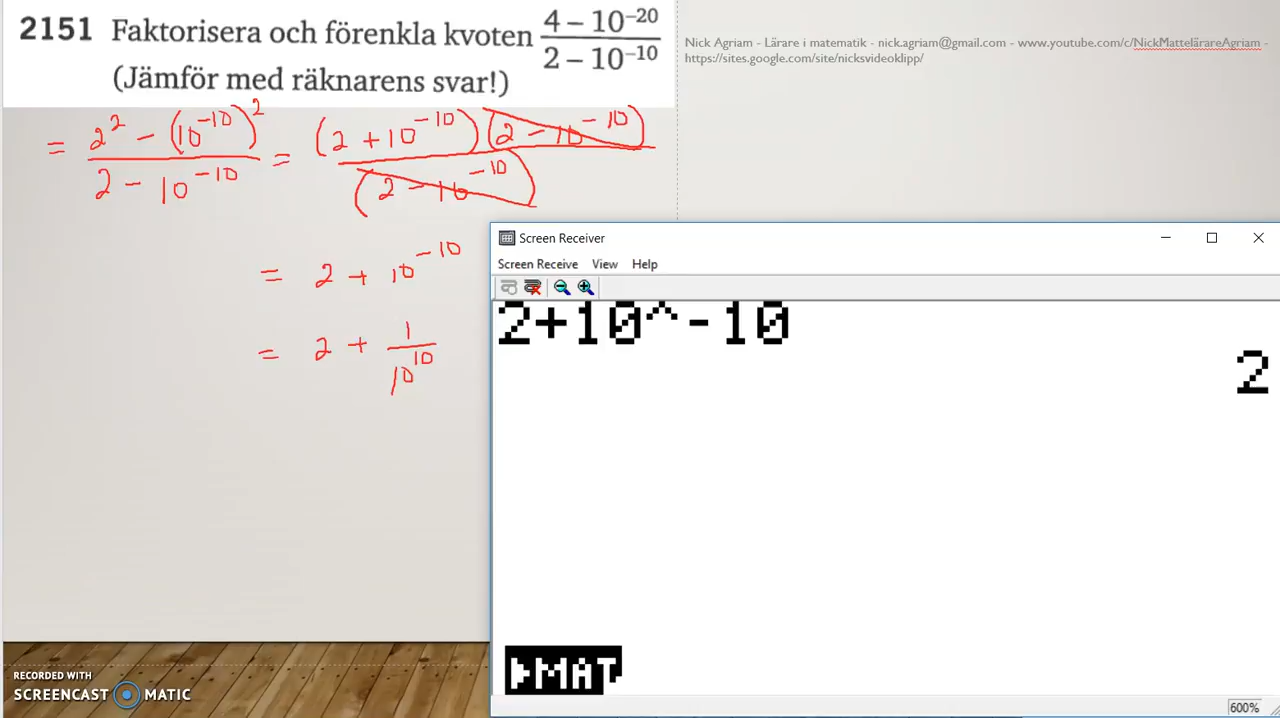 2151 Faktorisera och förenkla kvoten (4 – 10⁻²⁰)/(2 – 10⁻¹⁰)
(Jämför med räknarens svar!)
Nick Agriam - Lärare i matematik - nick.agriam@gmail.com - www.youtube.com/c/NickMattelärareAgriam -
https://sites.google.com/site/nicksvideoklipp/
= (2² – (10⁻¹⁰)²)/(2 – 10⁻¹⁰) = ((2 + 10⁻¹⁰)(2 – 10⁻¹⁰))/((2 – 10⁻¹⁰))
= 2 + 10⁻¹⁰
= 2 + 1/10¹⁰
Screen Receiver
Screen Receive View Help
2+10^-10
2
▶MAT
600%
RECORDED WITH
SCREENCAST MATIC